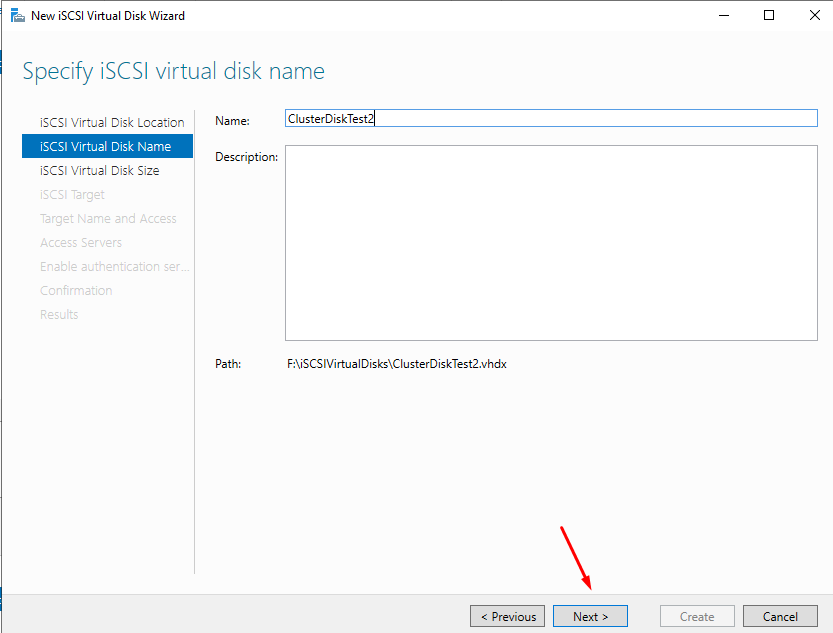 New iSCSI Virtual Disk Wizard
Specify iSCSI virtual disk name
iSCSI Virtual Disk Location
iSCSI Virtual Disk Name
iSCSI Virtual Disk Size
iSCSI Target
Target Name and Access
Access Servers
Enable authentication ser...
Confirmation
Results
Name:
ClusterDiskTest2
Description:
Path:
F:\iSCSIVirtualDisks\ClusterDiskTest2.vhdx
< Previous
Next >
Create
Cancel